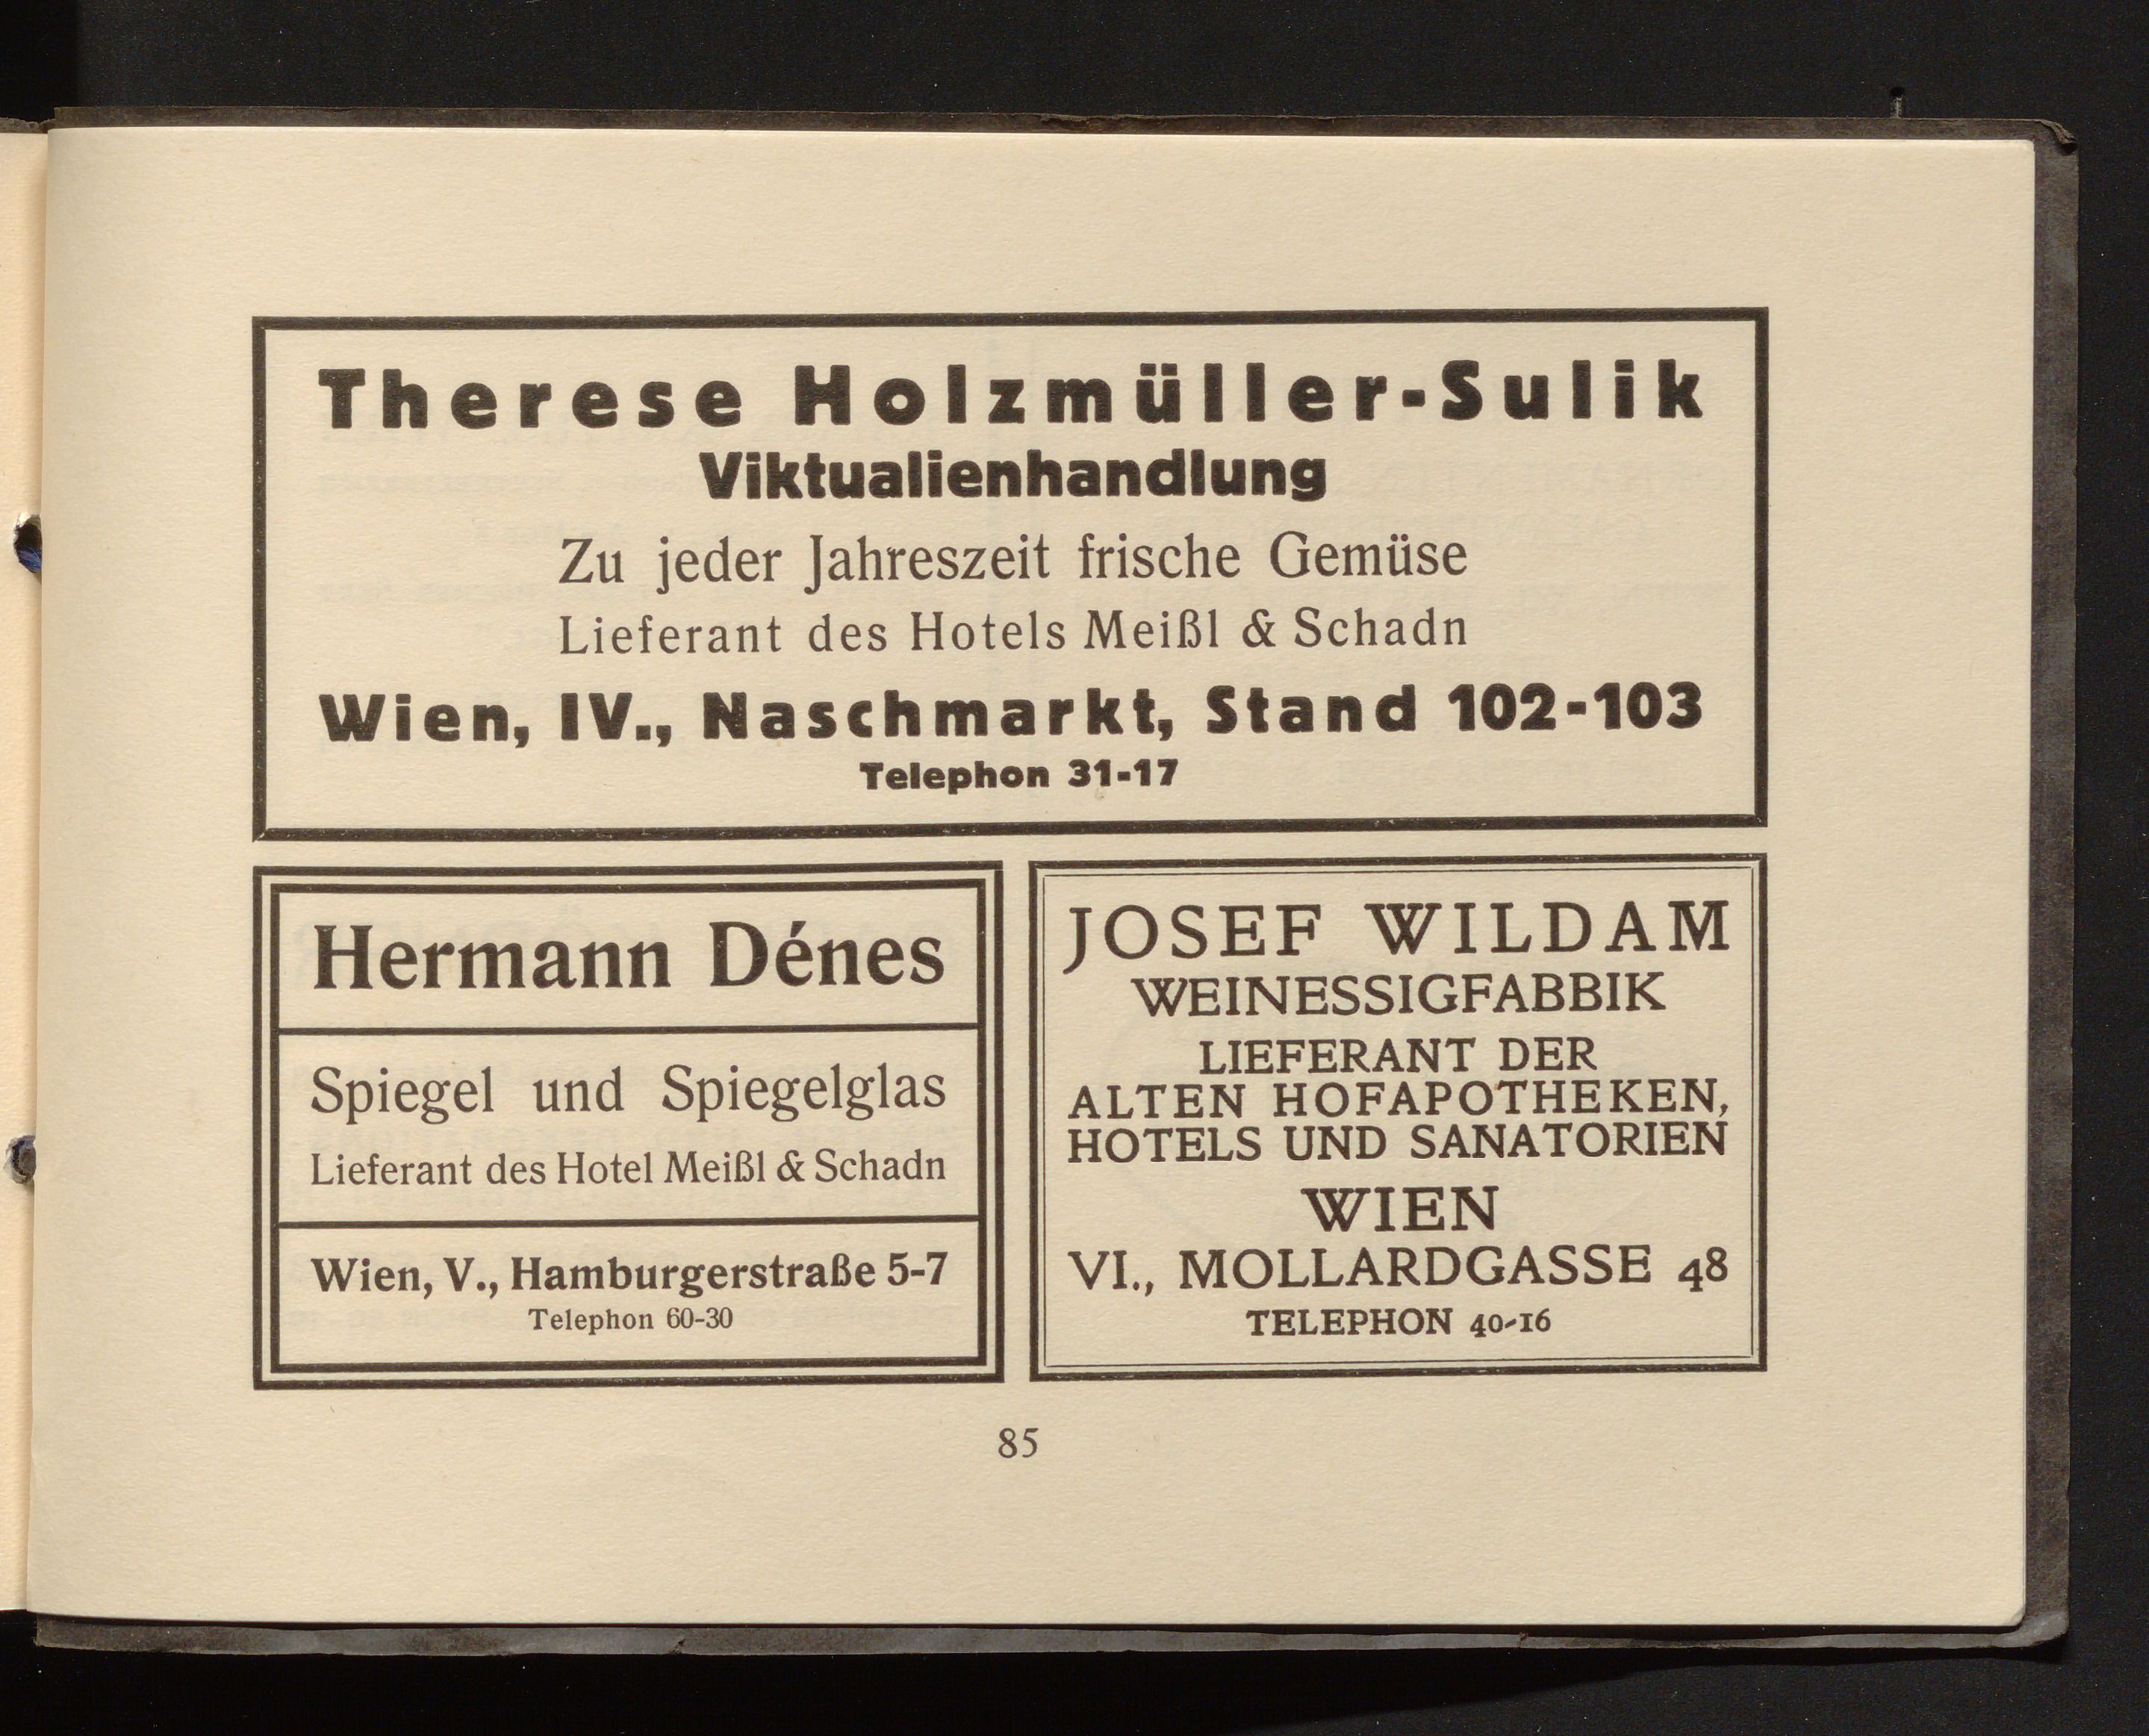 Therese Holzmüller-Sulik
Viktualienhandlung
Zu jeder Jahreszeit frische Gemüse
Lieferant des Hotels Meißl & Schadn
Wien, IV., Naschmarkt, Stand 102-103
Telephon 31-17
Hermann Dénes
Spiegel und Spiegelglas
Lieferant des Hotel Meißl & Schadn
Wien, V., Hamburgerstraße 5-7
Telephon 60-30
JOSEF WILDAM
WEINESSIGFABBIK
LIEFERANT DER
ALTEN HOFAPOTHEKEN,
HOTELS UND SANATORIEN
WIEN
VI., MOLLARDGASSE 48
TELEPHON 40-16
85